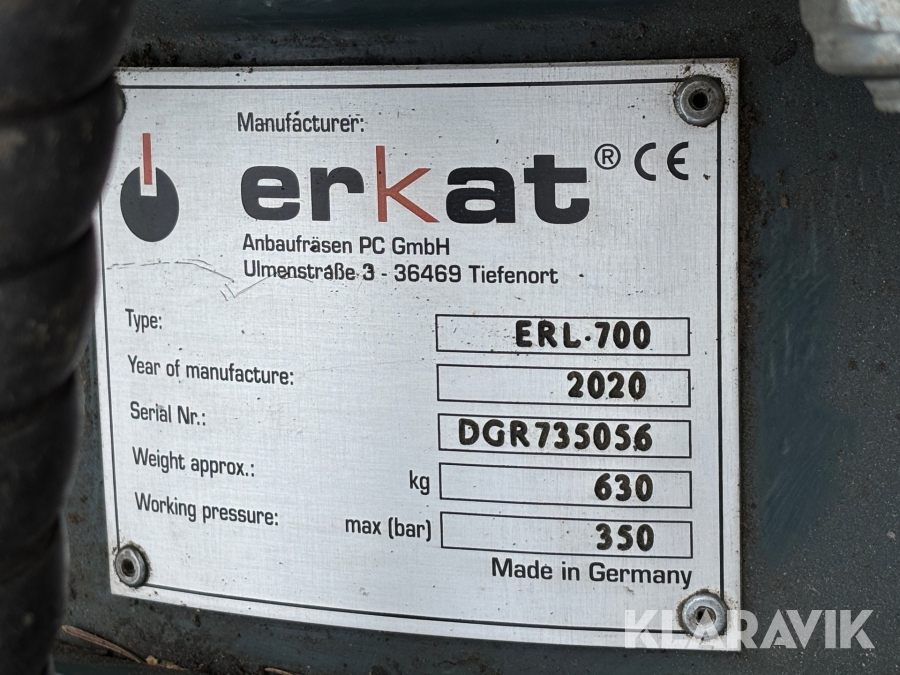 Manufacturer:
erkat® CE
Anbaufräsen PC GmbH
Ulmenstraße 3 - 36469 Tiefenort
Type: ERL-700
Year of manufacture: 2020
Serial Nr.: DGR735056
Weight approx.: kg 630
Working pressure: max (bar) 350
Made in Germany
KLARAVIK